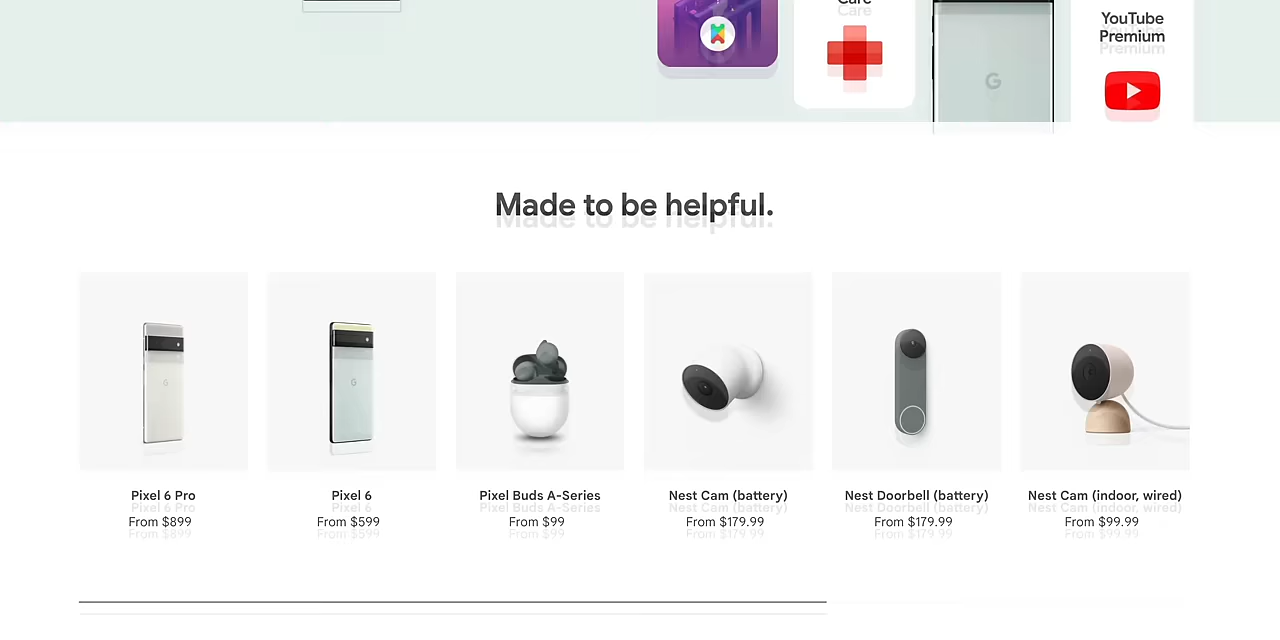 Care
YouTube
Premium
Made to be helpful.
Pixel 6 Pro
From $899
Pixel 6
From $599
Pixel Buds A-Series
From $99
Nest Cam (battery)
From $179.99
Nest Doorbell (battery)
From $179.99
Nest Cam (indoor, wired)
From $99.99